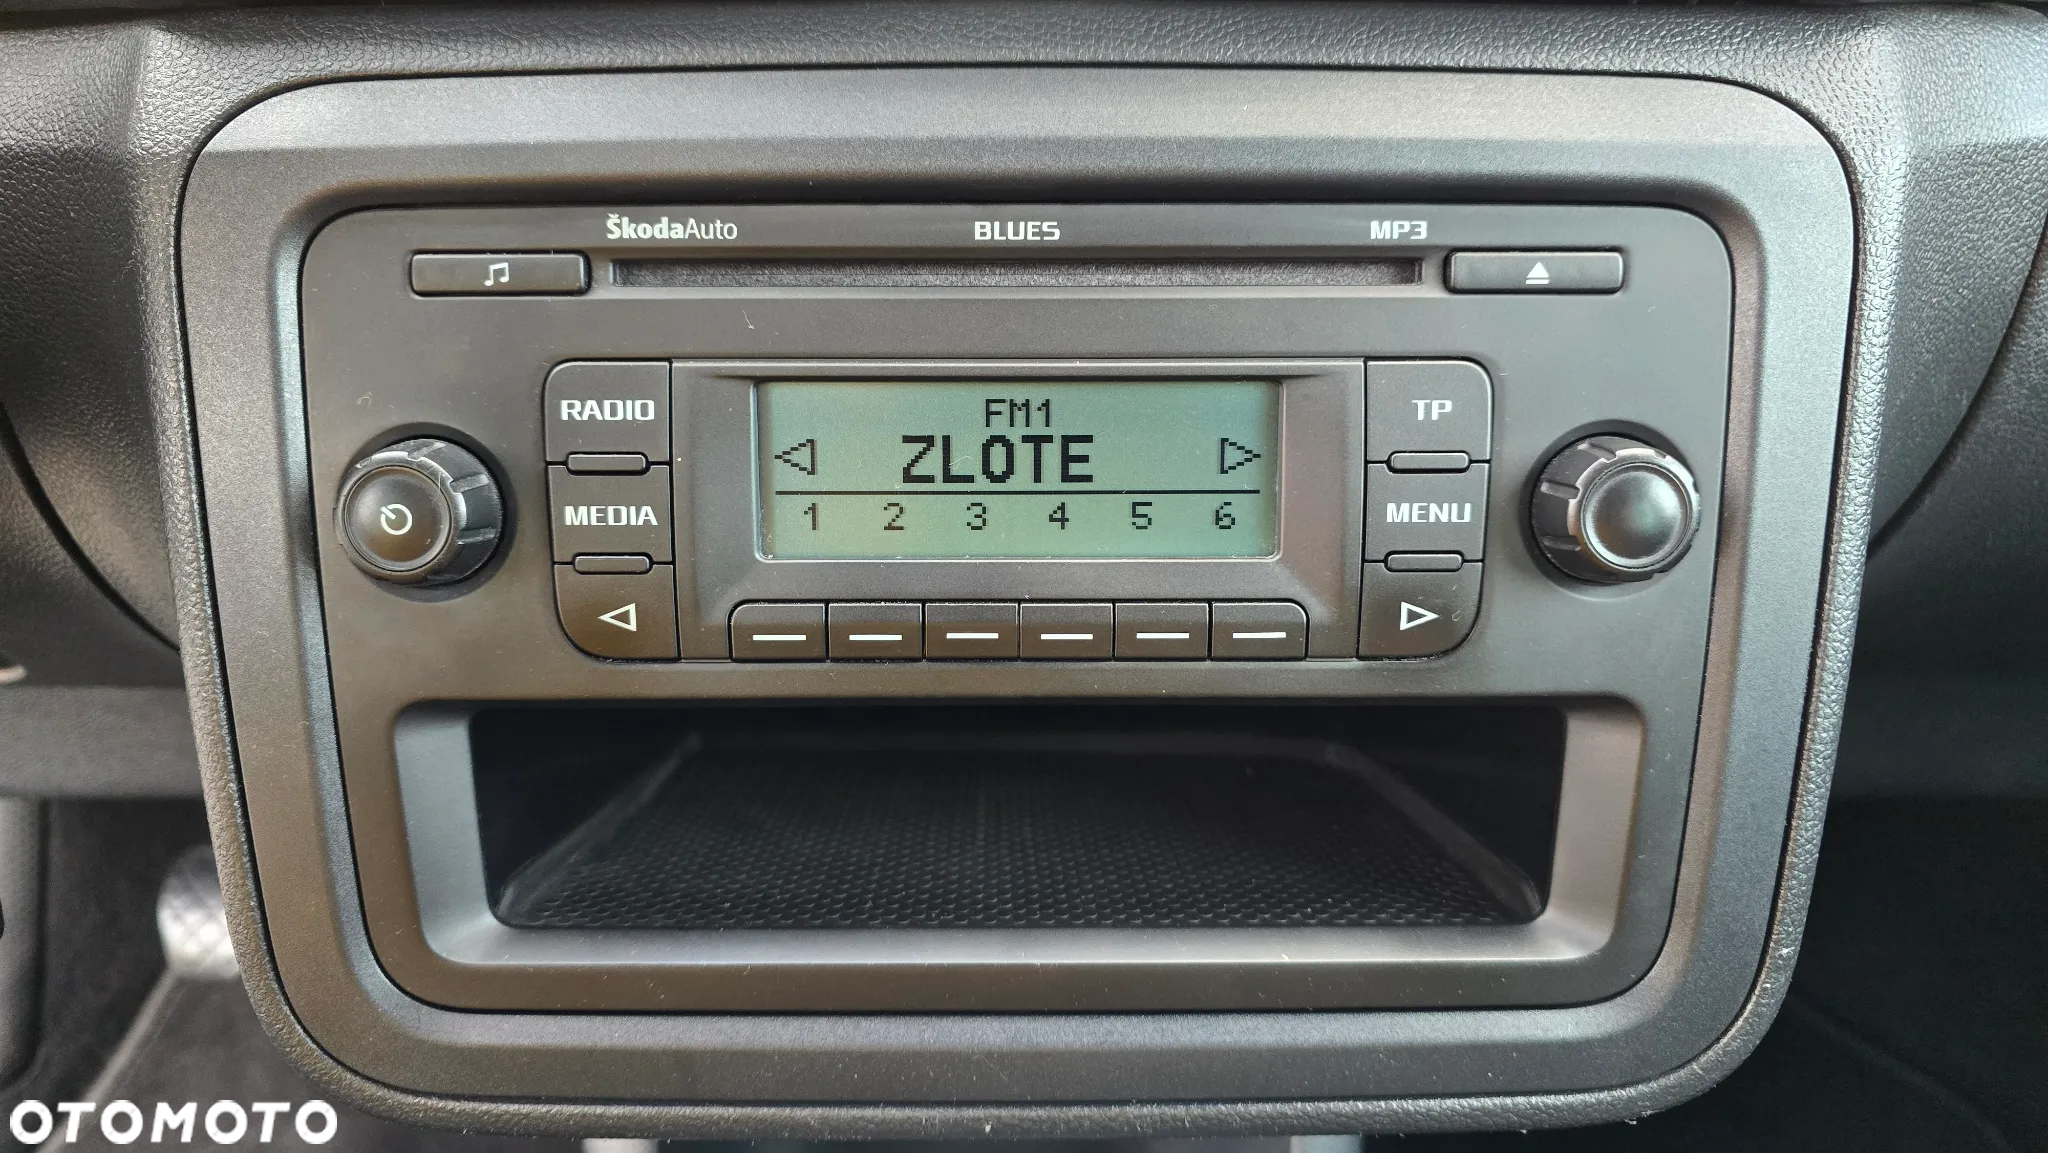 ŠkodaAuto BLUES MP3
RADIO
TP
FM1
ZLOTE
MEDIA
MENU
1 2 3 4 5 6
OTOMOTO